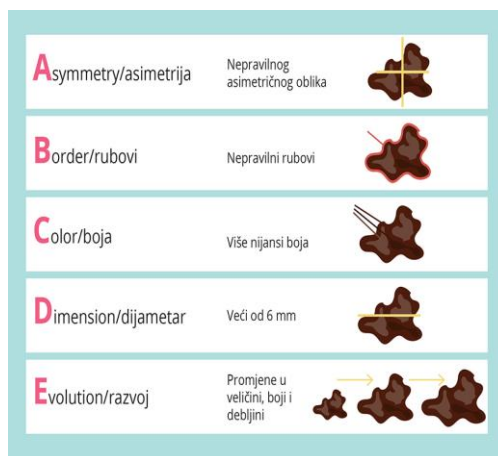 Asymmetry/asimetrija
Nepravilnog
asimetričnog oblika
Border/rubovi
Nepravilni rubovi
Color/boja
Više nijansi boja
Dimension/dijametar
Veći od 6 mm
Evolution/razvoj
Promjene u
veličini, boji i
debljini